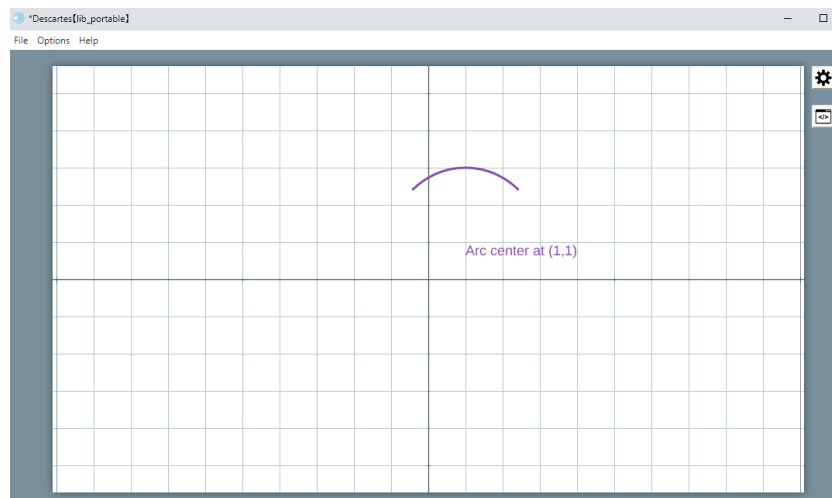 *Descartes【lib_portable】
File Options Help
Arc center at (1,1)
</>